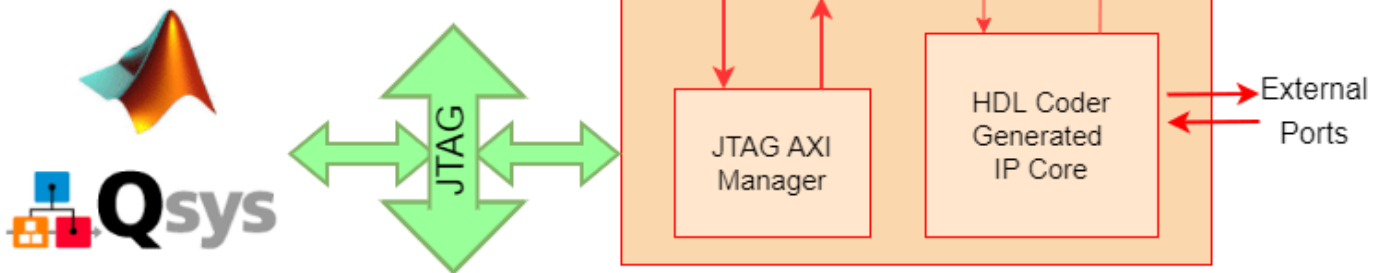 Qsys
JTAG
JTAG AXI
Manager
HDL Coder
Generated
IP Core
External
Ports